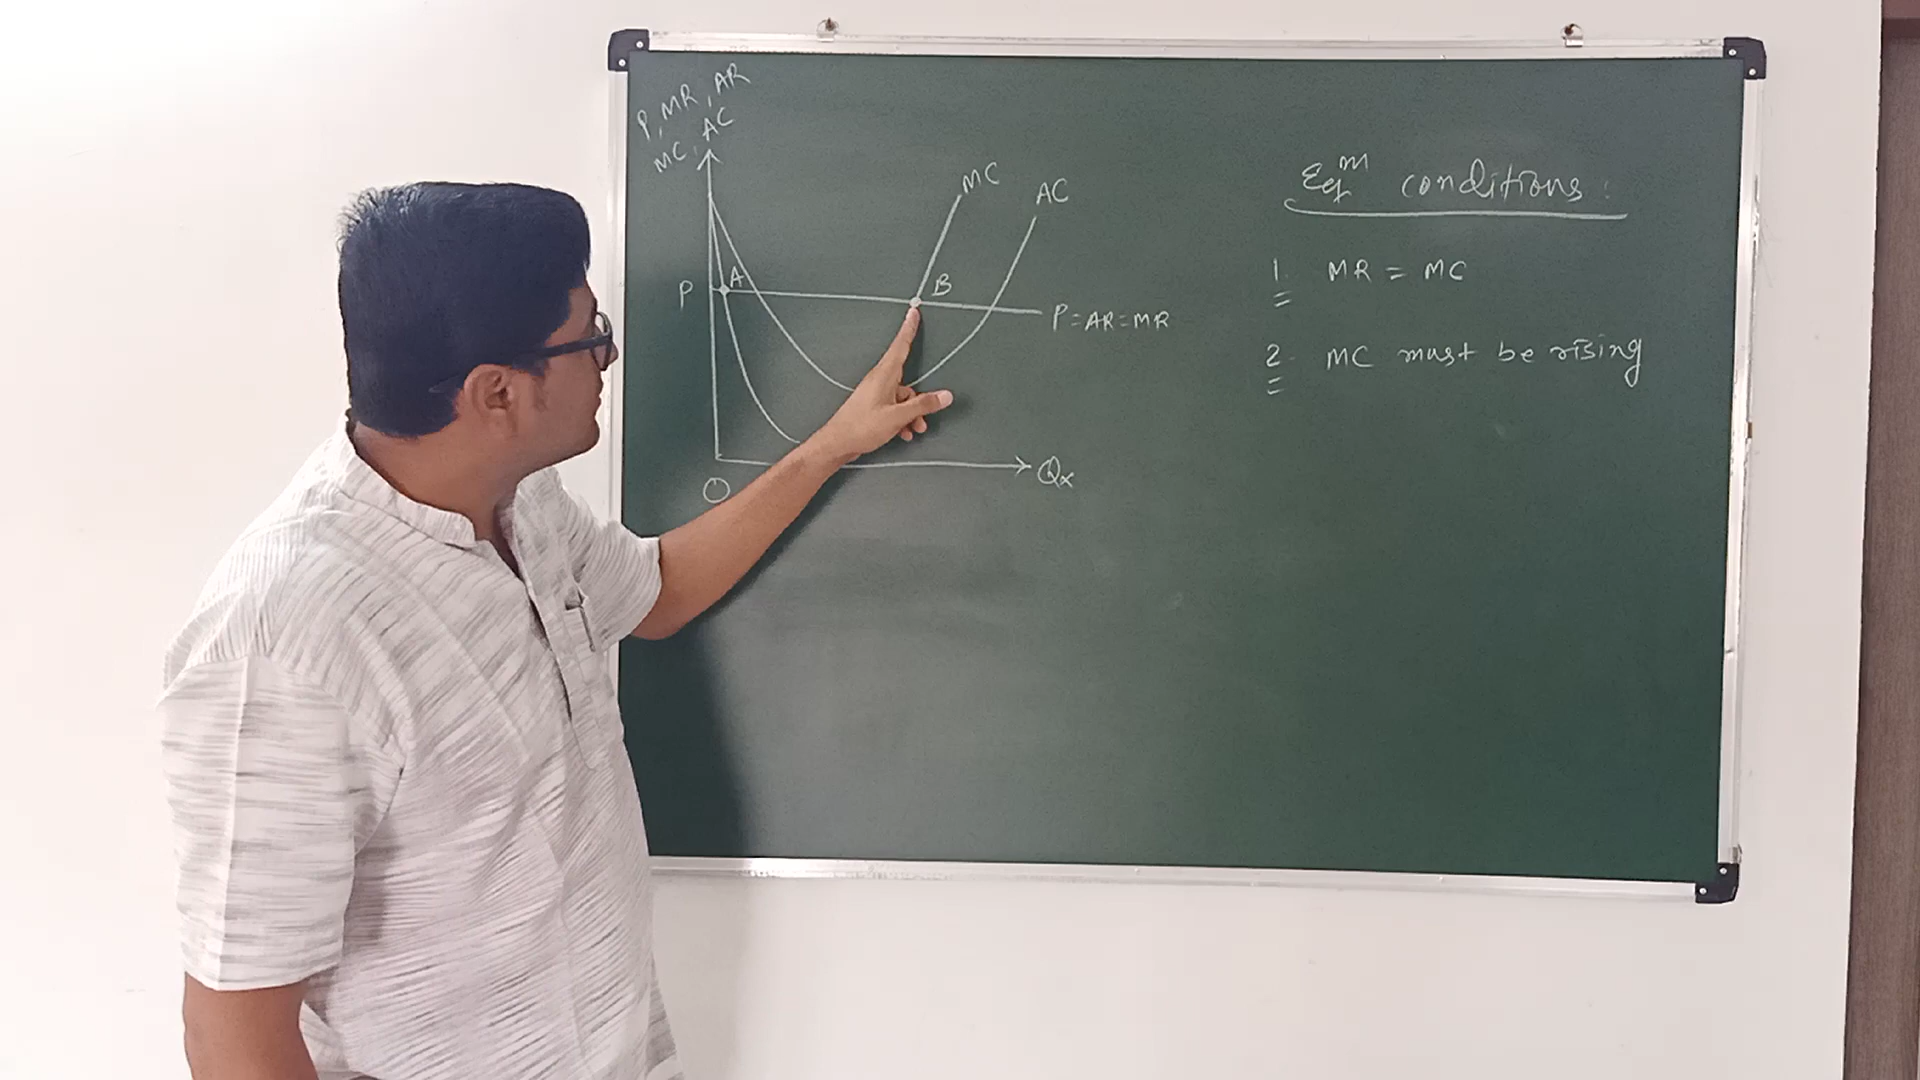 P, MR, AR
MC, AC
MC
AC
A
B
P
P=AR=MR
O
Qx
Eqm conditions:
1. MR = MC
2. MC must be rising